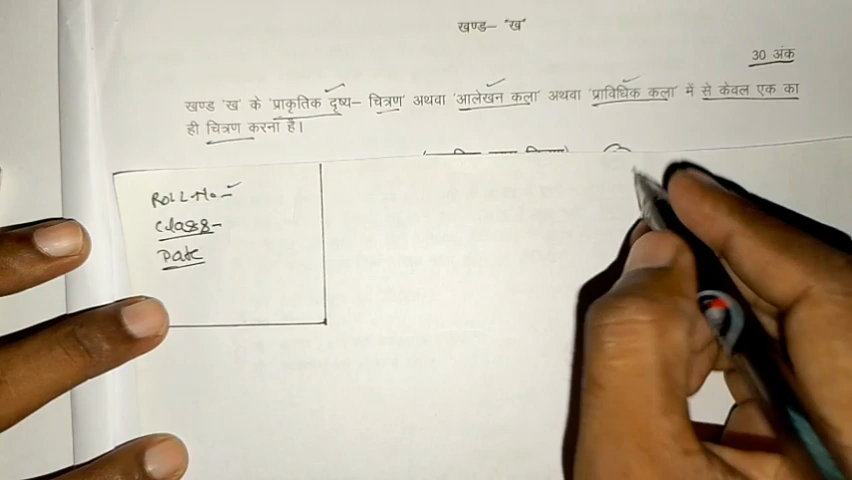 खण्ड– 'ख'
30 अंक
खण्ड 'ख' के 'प्राकृतिक दृष्य– चित्रण' अथवा 'आलेखन कला' अथवा 'प्राविधिक कला' में से केवल एक का
ही चित्रण करना है।
ROLL-No-
Class-
Date